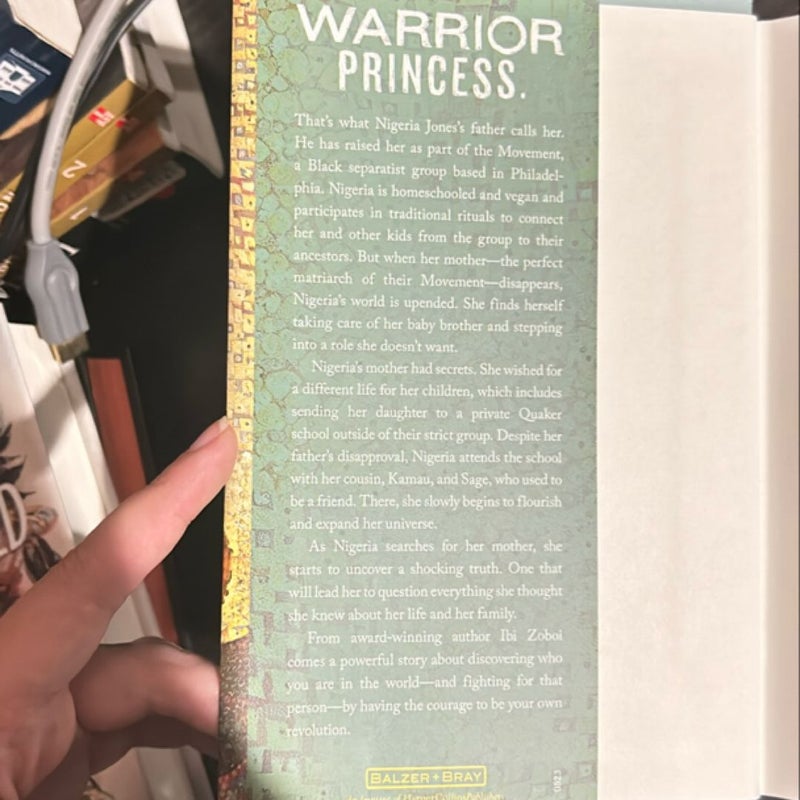 WARRIOR
PRINCESS.
That's what Nigeria Jones's father calls her.
He has raised her as part of the Movement,
a Black separatist group based in Philadel-
phia. Nigeria is homeschooled and vegan and
participates in traditional rituals to connect
her and other kids from the group to their
ancestors. But when her mother—the perfect
matriarch of their Movement—disappears,
Nigeria's world is upended. She finds herself
taking care of her baby brother and stepping
into a role she doesn't want.
Nigeria's mother had secrets. She wished for
a different life for her children, which includes
sending her daughter to a private Quaker
school outside of their strict group. Despite her
father's disapproval, Nigeria attends the school
with her cousin, Kamau, and Sage, who used to
be a friend. There, she slowly begins to flourish
and expand her universe.
As Nigeria searches for her mother, she
starts to uncover a shocking truth. One that
will lead her to question everything she thought
she knew about her life and her family.
From award-winning author Ibi Zoboi
comes a powerful story about discovering who
you are in the world—and fighting for that
person—by having the courage to be your own
revolution.
BALZER + BRAY
An Imprint of HarperCollinsPublishers
0523
2
1